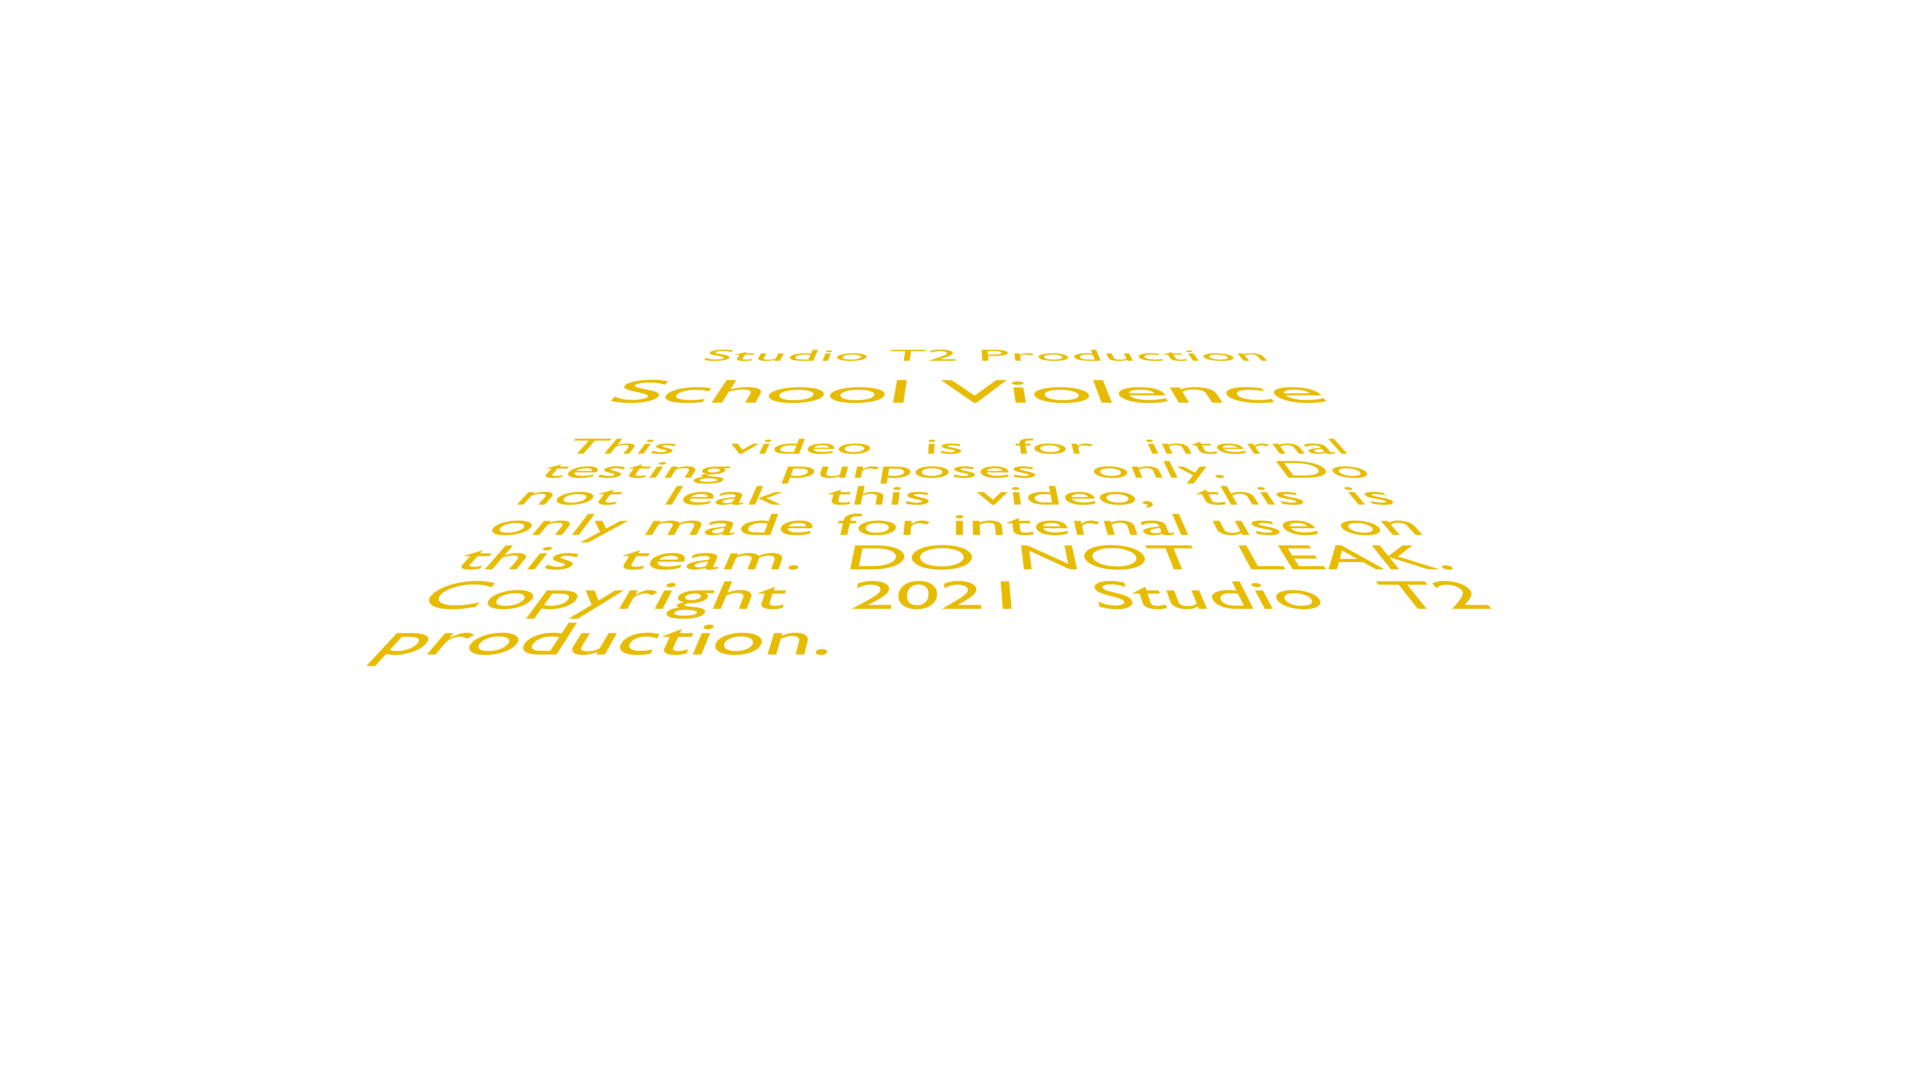 Studio T2 Production
School Violence
This video is for internal
testing purposes only. Do
not leak this video, this is
only made for internal use on
this team. DO NOT LEAK.
Copyright 2021 Studio T2
production.